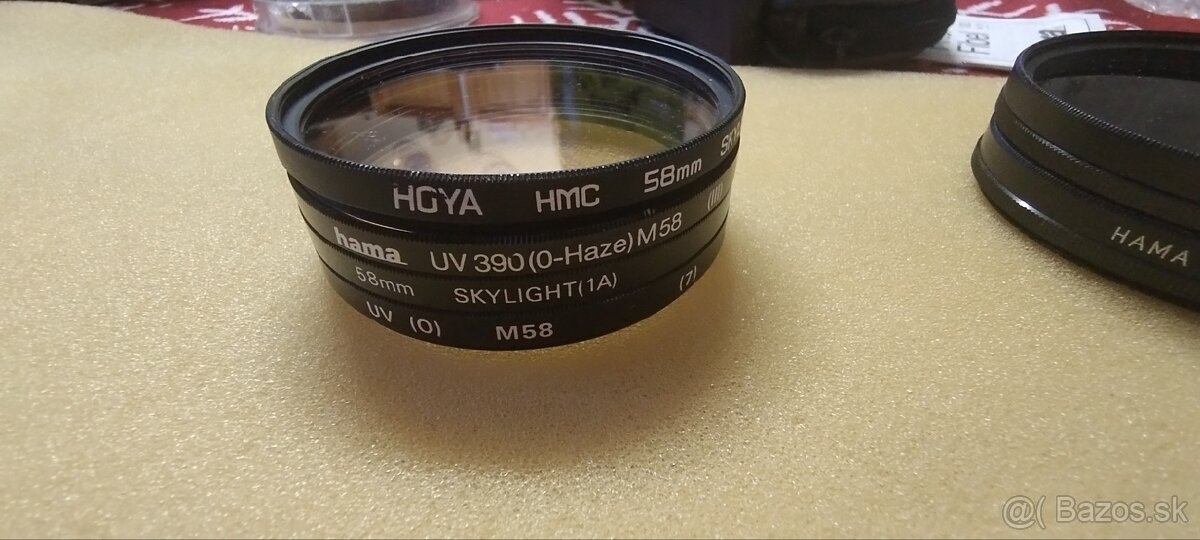 HOYA HMC 58mm
hama UV 390 (0-Haze) M58 (III)
58mm SKYLIGHT(1A) (7)
UV (0) M58
HAMA
@( Bazos.sk